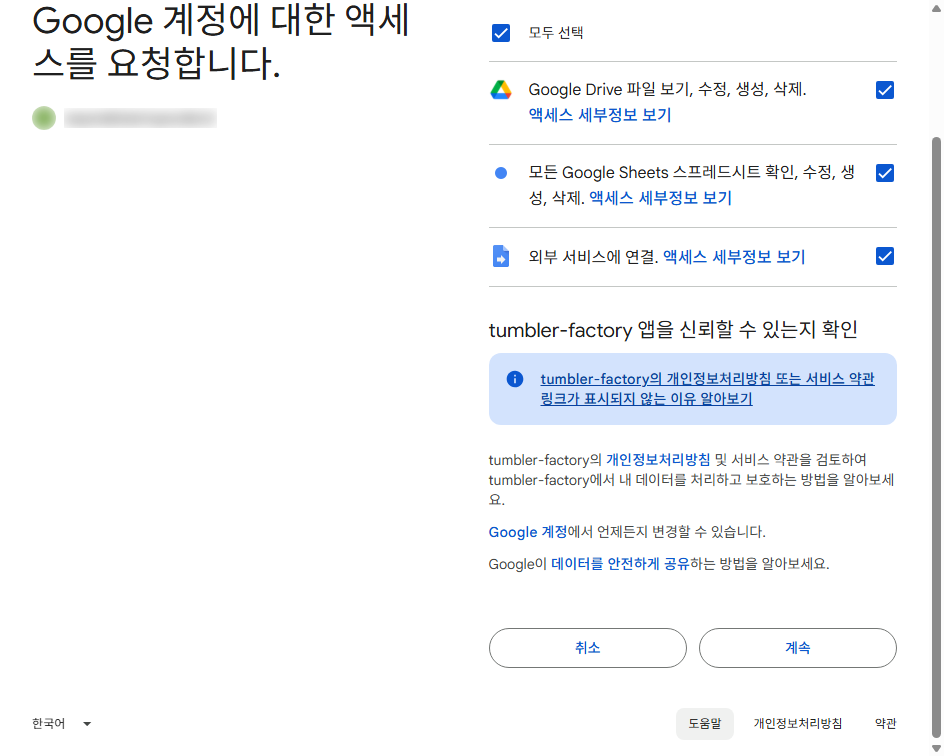 Google 계정에 대한 액세
스를 요청합니다.
모두 선택
Google Drive 파일 보기, 수정, 생성, 삭제.
액세스 세부정보 보기
모든 Google Sheets 스프레드시트 확인, 수정, 생
성, 삭제. 액세스 세부정보 보기
외부 서비스에 연결. 액세스 세부정보 보기
tumbler-factory 앱을 신뢰할 수 있는지 확인
tumbler-factory의 개인정보처리방침 또는 서비스 약관
링크가 표시되지 않는 이유 알아보기
tumbler-factory의 개인정보처리방침 및 서비스 약관을 검토하여
tumbler-factory에서 내 데이터를 처리하고 보호하는 방법을 알아보세
요.
Google 계정에서 언제든지 변경할 수 있습니다.
Google이 데이터를 안전하게 공유하는 방법을 알아보세요.
취소
계속
한국어
도움말
개인정보처리방침
약관